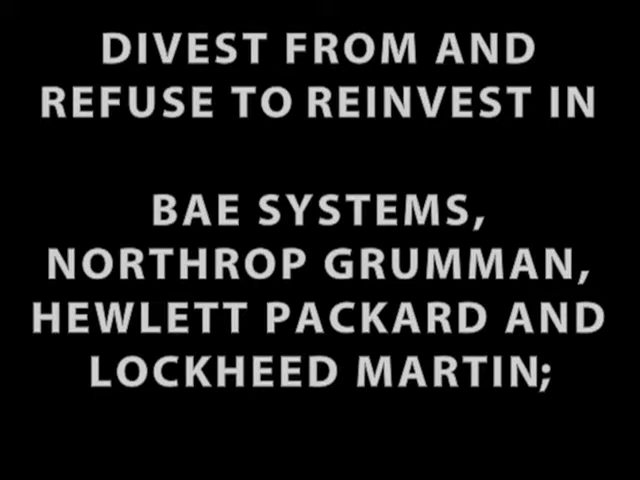 DIVEST FROM AND
REFUSE TO REINVEST IN
BAE SYSTEMS,
NORTHROP GRUMMAN,
HEWLETT PACKARD AND
LOCKHEED MARTIN;